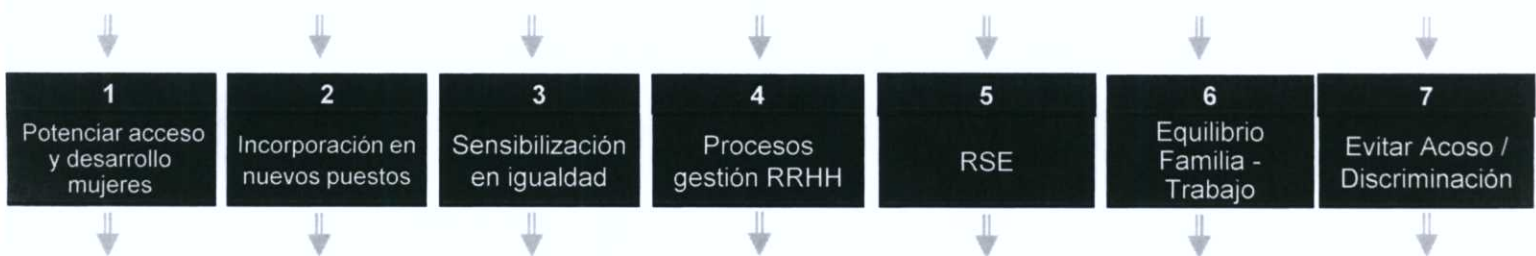 1
Potenciar acceso
y desarrollo
mujeres
2
Incorporación en
nuevos puestos
3
Sensibilización
en igualdad
4
Procesos
gestión RRHH
5
RSE
6
Equilibrio
Familia -
Trabajo
7
Evitar Acoso /
Discriminación